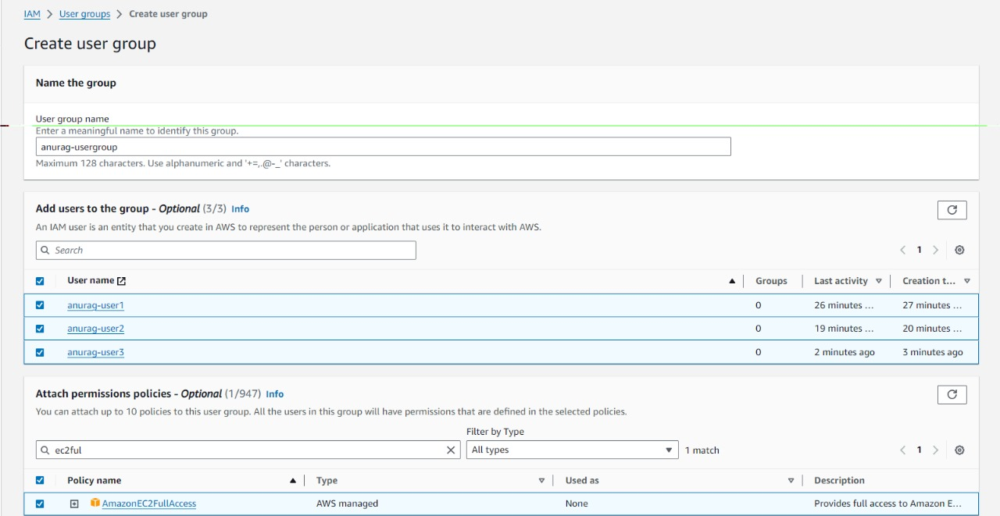 IAM > User groups > Create user group
Create user group
Name the group
User group name
Enter a meaningful name to identify this group.
anurag-usergroup
Maximum 128 characters. Use alphanumeric and '+=,.@-_' characters.
Add users to the group - Optional (3/3) Info
An IAM user is an entity that you create in AWS to represent the person or application that uses it to interact with AWS.
Search
1
User name Groups Last activity Creation t...
anurag-user1 0 26 minutes ... 27 minutes ...
anurag-user2 0 19 minutes ... 20 minutes ...
anurag-user3 0 2 minutes ago 3 minutes ago
Attach permissions policies - Optional (1/947) Info
You can attach up to 10 policies to this user group. All the users in this group will have permissions that are defined in the selected policies.
Filter by Type
ec2ful All types 1 match 1
Policy name Type Used as Description
AmazonEC2FullAccess AWS managed None Provides full access to Amazon E...